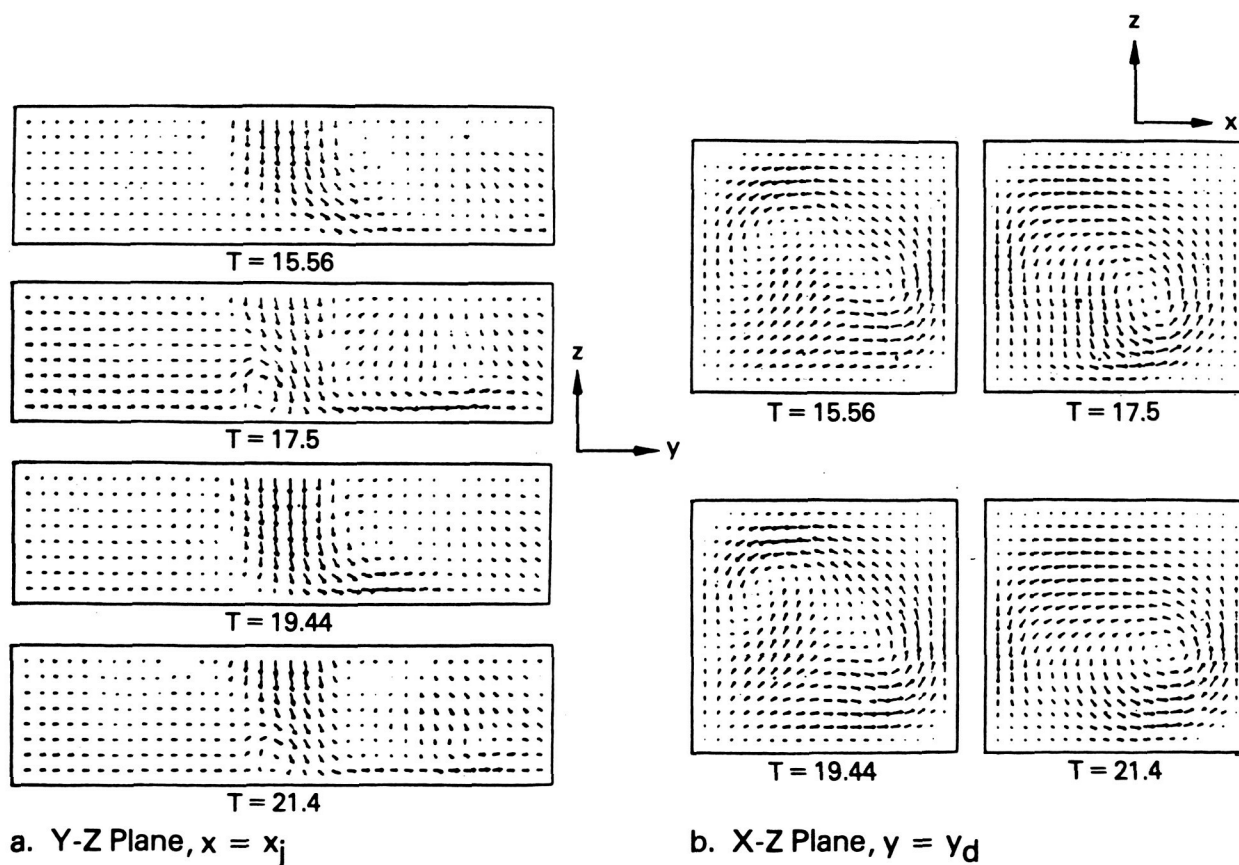 z
x
T = 15.56
T = 17.5
z
y
T = 19.44
T = 21.4
a. Y-Z Plane, x = xj
T = 15.56
T = 17.5
T = 19.44
T = 21.4
b. X-Z Plane, y = yd